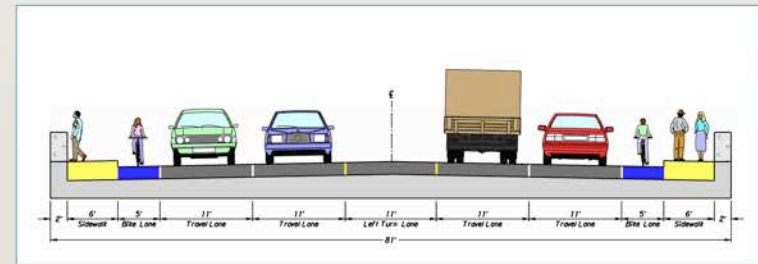 ℄
2' 6' 5' 11' 11' 11' 11' 11' 5' 6' 2'
Sidewalk Bike Lane Travel Lane Travel Lane Left Turn Lane Travel Lane Travel Lane Bike Lane Sidewalk
81'